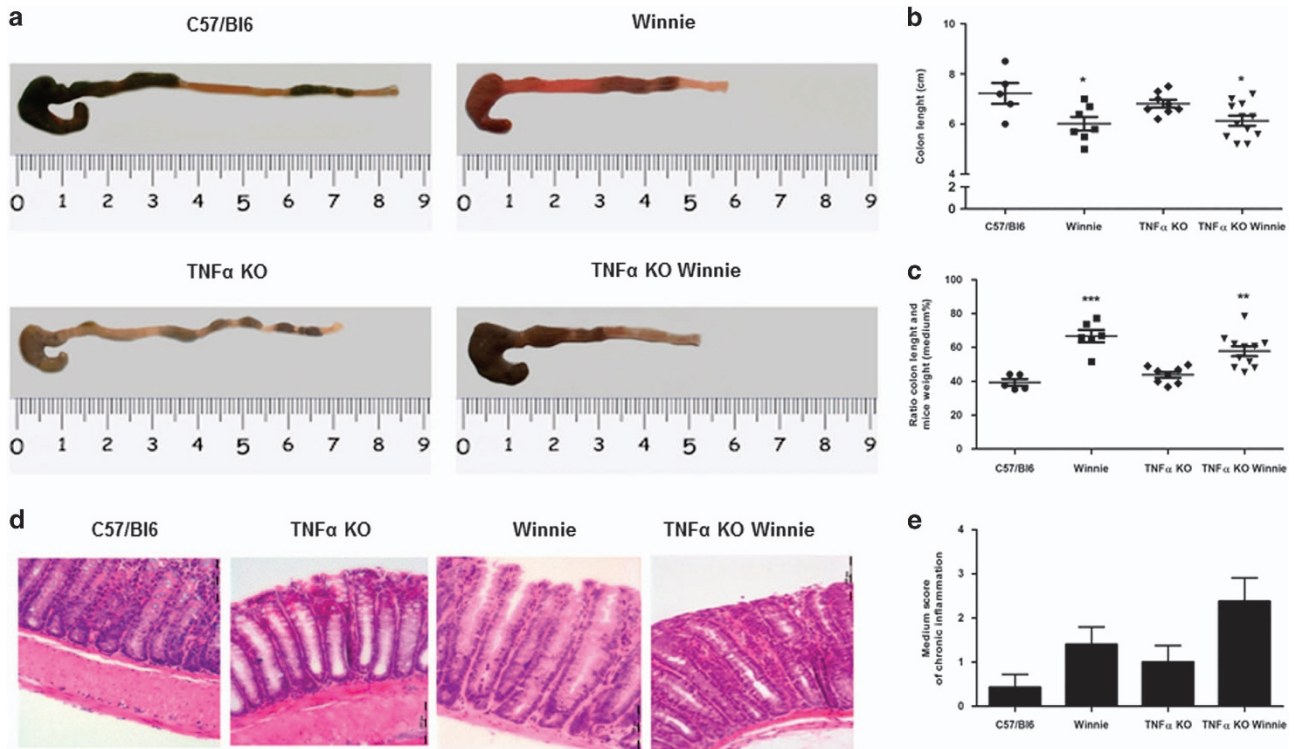 a
C57/Bl6
Winnie
0 1 2 3 4 5 6 7 8 9
0 1 2 3 4 5 6 7 8 9
TNFα KO
TNFα KO Winnie
0 1 2 3 4 5 6 7 8 9
0 1 2 3 4 5 6 7 8 9
b
Colon lenght (cm)
10
8
6
4
2
0
*
*
C57/Bl6 Winnie TNFα KO TNFα KO Winnie
c
Ratio colon lenght and
mice weight (medium%)
100
80
60
40
20
0
***
**
C57/Bl6 Winnie TNFα KO TNFα KO Winnie
d
C57/Bl6 TNFα KO Winnie TNFα KO Winnie
e
Medium score
of chronic inflammation
4
3
2
1
0
C57/Bl6 Winnie TNFα KO TNFα KO Winnie